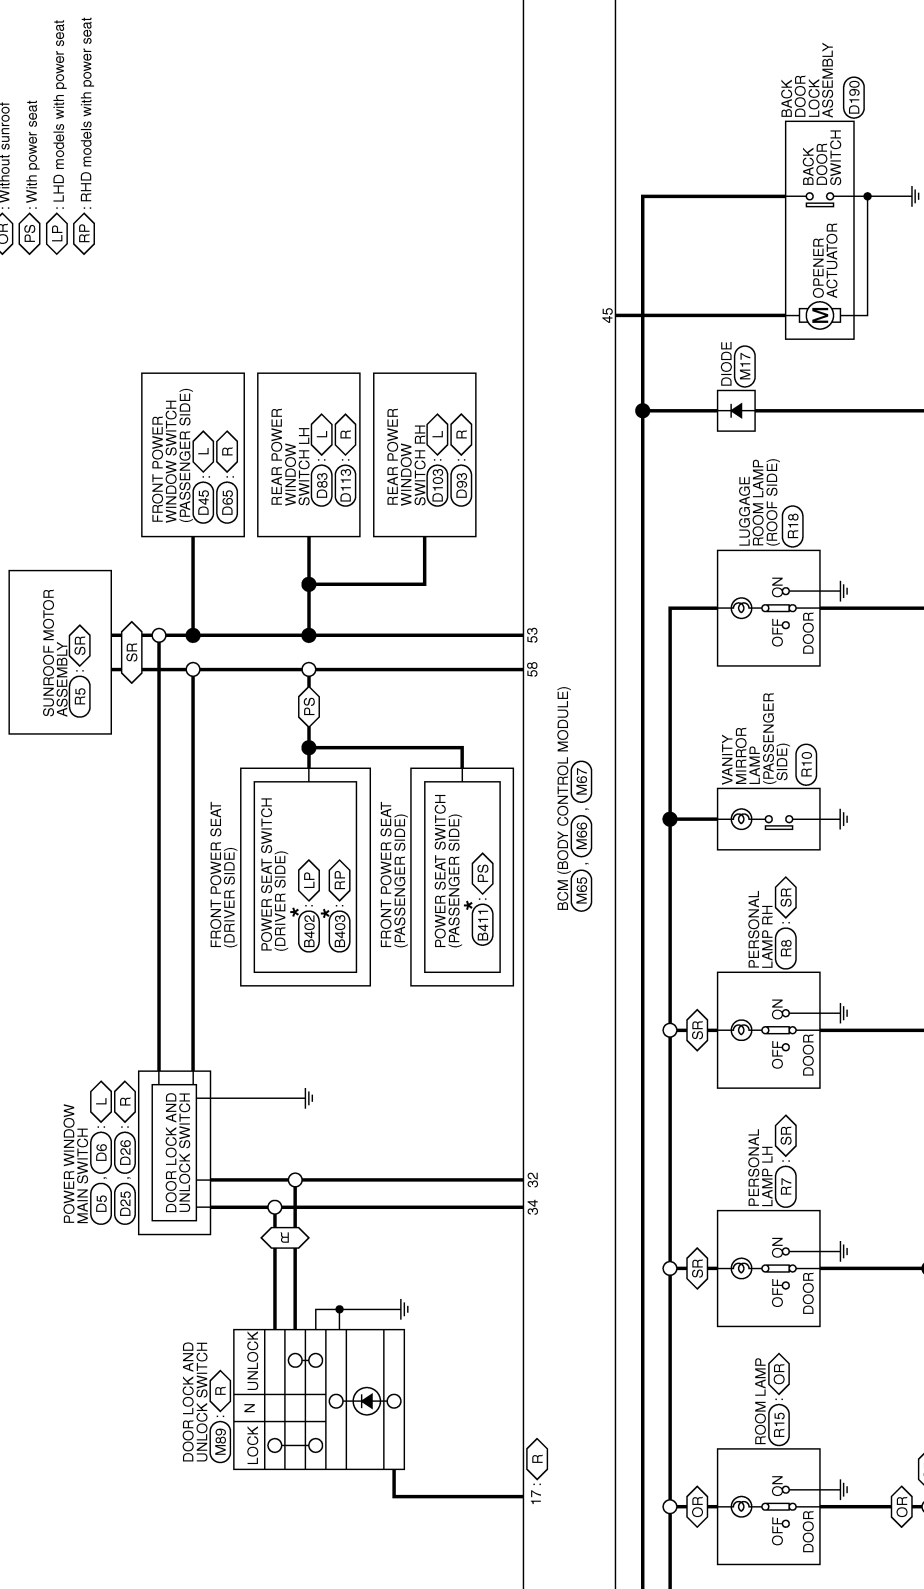 OR : Without sunroof
PS : With power seat
LP : LHD models with power seat
RP : RHD models with power seat
SUNROOF MOTOR
ASSEMBLY
R5 : SR
SR
FRONT POWER
WINDOW SWITCH
(PASSENGER SIDE)
D45 : L
D65 : R
REAR POWER
WINDOW
SWITCH LH
D83 : L
D113 : R
REAR POWER
WINDOW
SWITCH RH
D103 : L
D93 : R
53
58
PS
FRONT POWER SEAT
(DRIVER SIDE)
POWER SEAT SWITCH
(DRIVER SIDE)
* B402 : LP
* B403 : RP
FRONT POWER SEAT
(PASSENGER SIDE)
POWER SEAT SWITCH
(PASSENGER SIDE)
* B411 : PS
BCM (BODY CONTROL MODULE)
M65 , M66 , M67
POWER WINDOW
MAIN SWITCH
D5 , D6 : L
D25 , D26 : R
DOOR LOCK AND
UNLOCK SWITCH
32
34
R
DOOR LOCK AND
UNLOCK SWITCH
M89 : R
LOCK N UNLOCK
17 : R
45
BACK
DOOR
LOCK
ASSEMBLY
D190
BACK
DOOR
SWITCH
OPENER
ACTUATOR
M
DIODE
M17
LUGGAGE
ROOM LAMP
(ROOF SIDE)
R18
OFF ON
DOOR
VANITY
MIRROR
LAMP
(PASSENGER
SIDE)
R10
PERSONAL
LAMP RH
R8 : SR
SR
OFF ON
DOOR
PERSONAL
LAMP LH
R7 : SR
SR
OFF ON
DOOR
ROOM LAMP
R15 : OR
OR
OFF ON
DOOR
OR